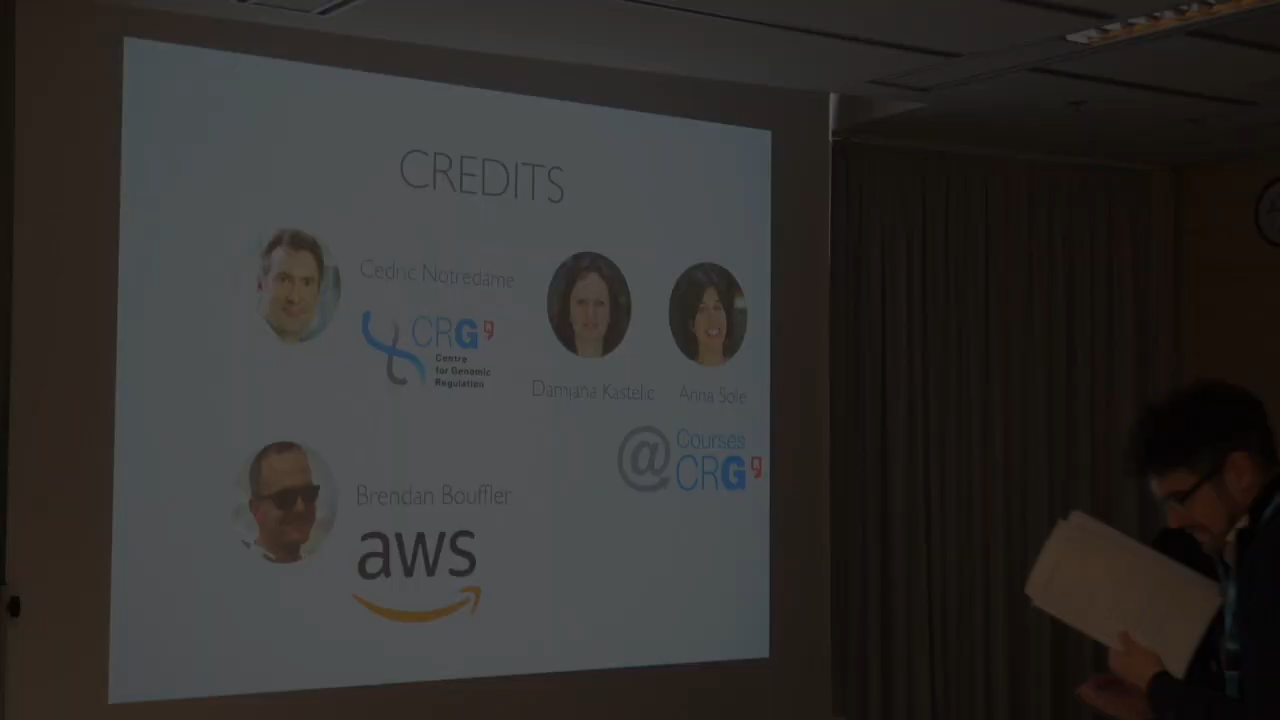 CREDITS
Cedric Notredame
CRG
Centre
for Genomic
Regulation
Damjana Kastelic
Anna Sole
@ Courses
CRG
Brendan Bouffler
aws